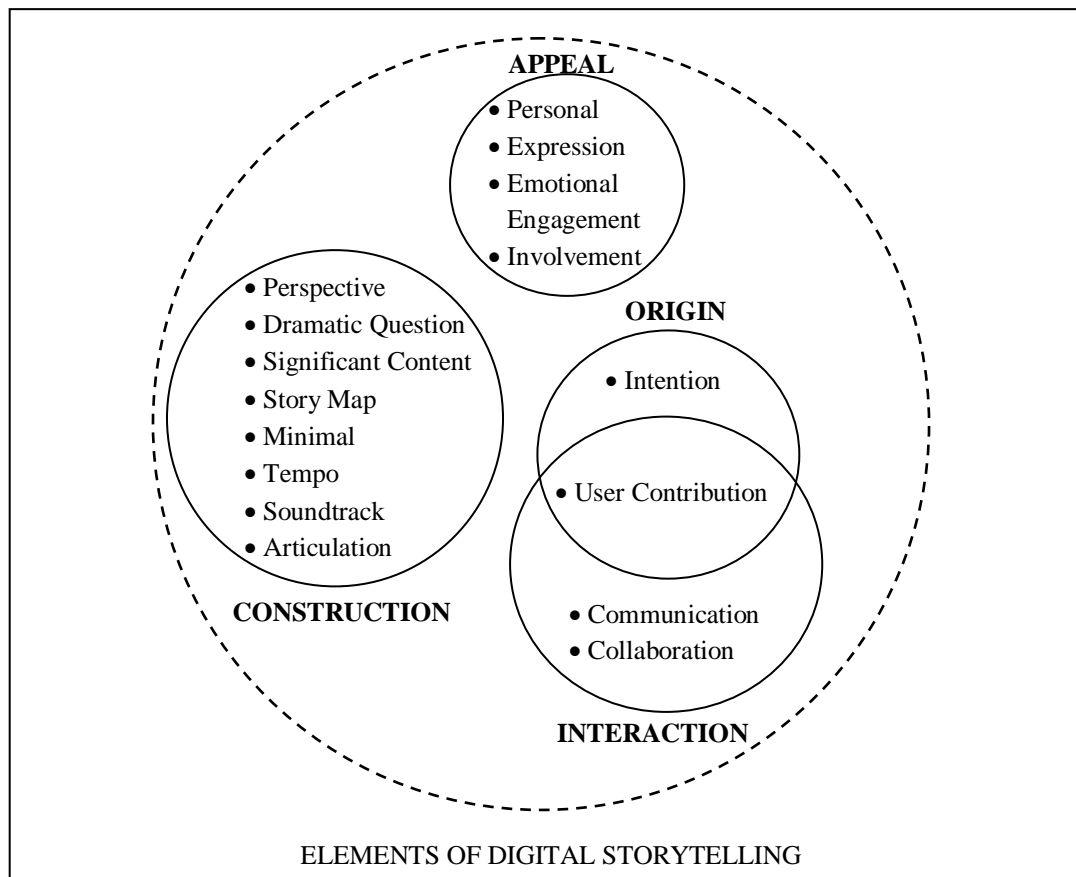 APPEAL
• Personal
• Expression
• Emotional
Engagement
• Involvement
• Perspective
• Dramatic Question
• Significant Content
• Story Map
• Minimal
• Tempo
• Soundtrack
• Articulation
CONSTRUCTION
ORIGIN
• Intention
• User Contribution
• Communication
• Collaboration
INTERACTION
ELEMENTS OF DIGITAL STORYTELLING